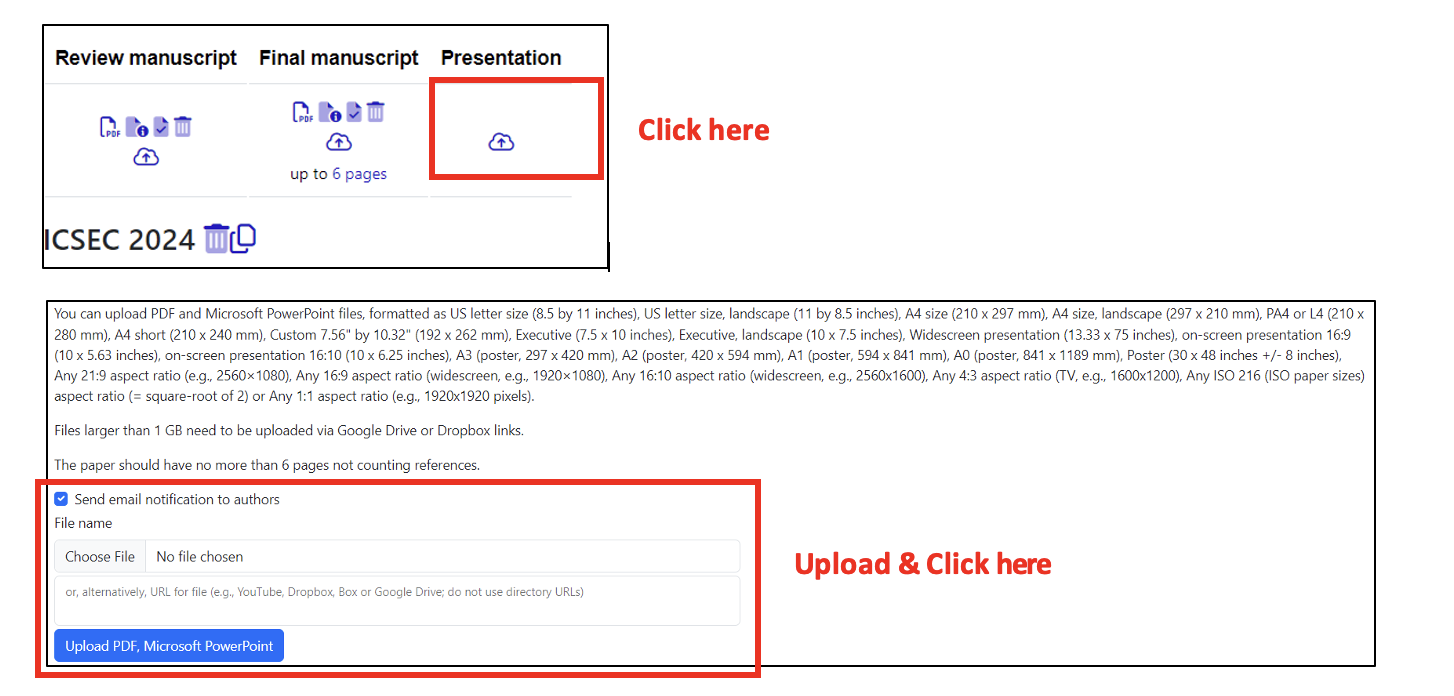 Review manuscript Final manuscript Presentation
PDF PDF
up to 6 pages
Click here
ICSEC 2024
You can upload PDF and Microsoft PowerPoint files, formatted as US letter size (8.5 by 11 inches), US letter size, landscape (11 by 8.5 inches), A4 size (210 x 297 mm), A4 size, landscape (297 x 210 mm), PA4 or L4 (210 x
280 mm), A4 short (210 x 240 mm), Custom 7.56" by 10.32" (192 x 262 mm), Executive (7.5 x 10 inches), Executive, landscape (10 x 7.5 inches), Widescreen presentation (13.33 x 75 inches), on-screen presentation 16:9
(10 x 5.63 inches), on-screen presentation 16:10 (10 x 6.25 inches), A3 (poster, 297 x 420 mm), A2 (poster, 420 x 594 mm), A1 (poster, 594 x 841 mm), A0 (poster, 841 x 1189 mm), Poster (30 x 48 inches +/- 8 inches),
Any 21:9 aspect ratio (e.g., 2560×1080), Any 16:9 aspect ratio (widescreen, e.g., 1920×1080), Any 16:10 aspect ratio (widescreen, e.g., 2560x1600), Any 4:3 aspect ratio (TV, e.g., 1600x1200), Any ISO 216 (ISO paper sizes)
aspect ratio (= square-root of 2) or Any 1:1 aspect ratio (e.g., 1920x1920 pixels).
Files larger than 1 GB need to be uploaded via Google Drive or Dropbox links.
The paper should have no more than 6 pages not counting references.
Send email notification to authors
File name
Choose File No file chosen
or, alternatively, URL for file (e.g., YouTube, Dropbox, Box or Google Drive; do not use directory URLs)
Upload PDF, Microsoft PowerPoint
Upload & Click here